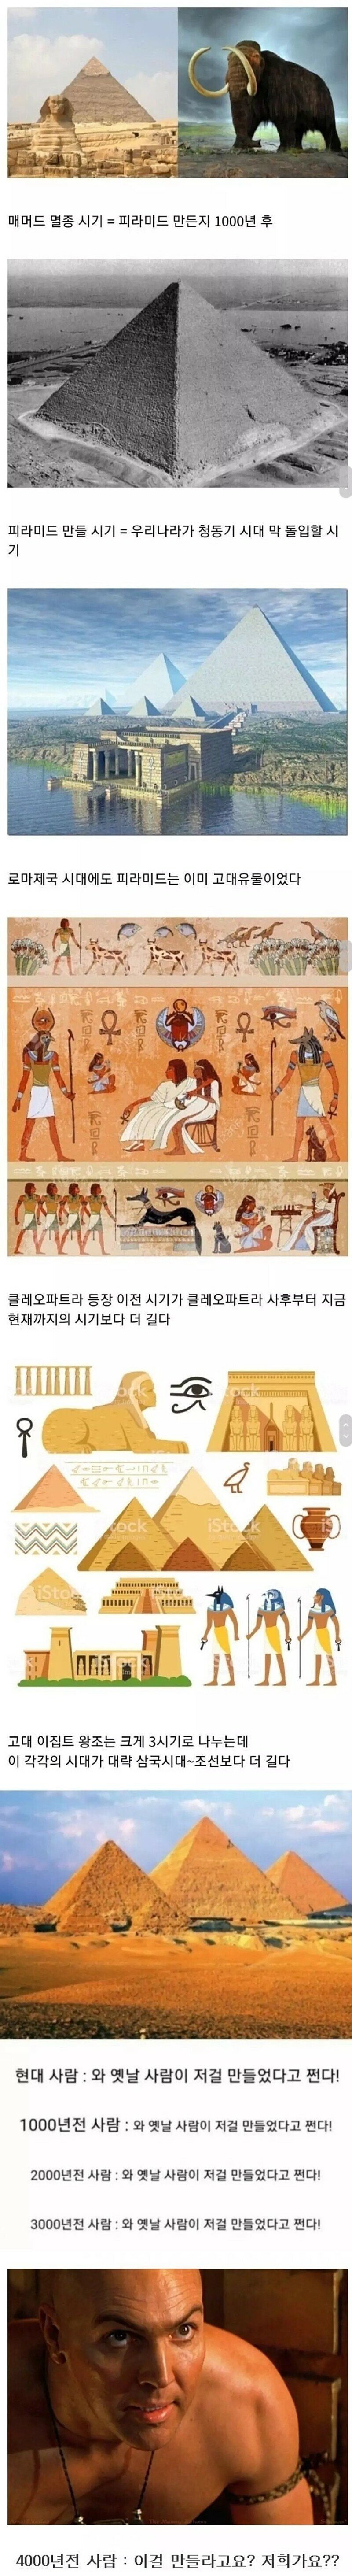 매머드 멸종 시기 = 피라미드 만든지 1000년 후
피라미드 만들 시기 = 우리나라가 청동기 시대 막 돌입할 시
기
로마제국 시대에도 피라미드는 이미 고대유물이었다
클레오파트라 등장 이전 시기가 클레오파트라 사후부터 지금
현재까지의 시기보다 더 길다
iStock
iStock
iStock
고대 이집트 왕조는 크게 3시기로 나누는데
이 각각의 시대가 대략 삼국시대~조선보다 더 길다
현대 사람 : 와 옛날 사람이 저걸 만들었다고 쩐다!
1000년전 사람 : 와 옛날 사람이 저걸 만들었다고 쩐다!
2000년전 사람 : 와 옛날 사람이 저걸 만들었다고 쩐다!
3000년전 사람 : 와 옛날 사람이 저걸 만들었다고 쩐다!
4000년전 사람 : 이걸 만들라고요? 저희가요??